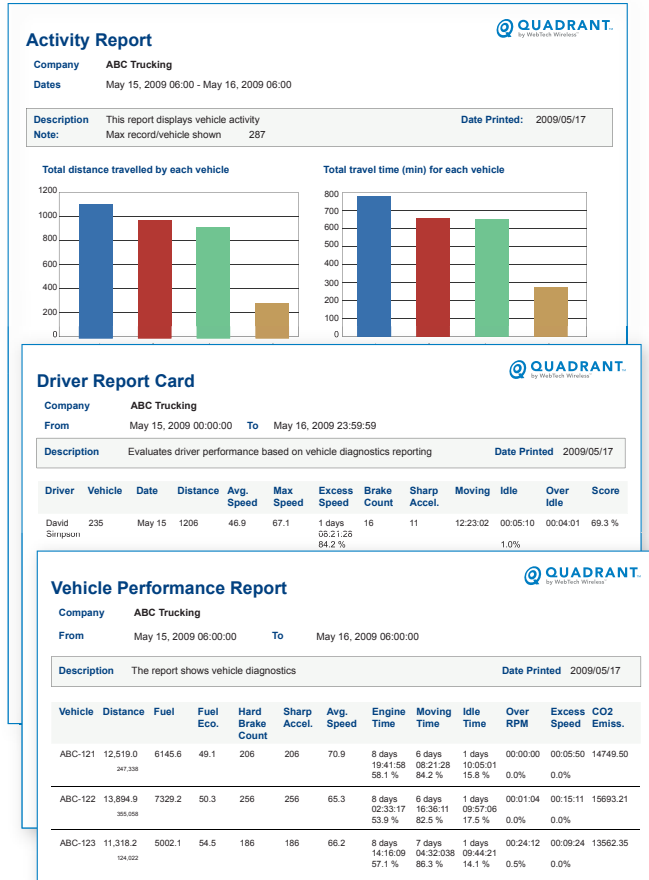 QUADRANT™
by WebTech Wireless™
Activity Report
Company ABC Trucking
Dates May 15, 2009 06:00 - May 16, 2009 06:00
Description This report displays vehicle activity Date Printed: 2009/05/17
Note: Max record/vehicle shown 287
Total distance travelled by each vehicle
1200
1000
800
600
400
200
0
Total travel time (min) for each vehicle
800
700
600
500
400
300
200
100
0
QUADRANT™
by WebTech Wireless™
Driver Report Card
Company ABC Trucking
From May 15, 2009 00:00:00 To May 16, 2009 23:59:59
Description Evaluates driver performance based on vehicle diagnostics reporting Date Printed 2009/05/17
Driver Vehicle Date Distance Avg. Max Excess Brake Sharp Moving Idle Over Score
Speed Speed Speed Count Accel. Idle
David 235 May 15 1206 46.9 67.1 1 days 16 11 12:23:02 00:05:10 00:04:01 69.3 %
Simpson 08:21:28
84.2 % 1.0%
QUADRANT™
by WebTech Wireless™
Vehicle Performance Report
Company ABC Trucking
From May 15, 2009 06:00:00 To May 16, 2009 06:00:00
Description The report shows vehicle diagnostics Date Printed 2009/05/17
Vehicle Distance Fuel Fuel Hard Sharp Avg. Engine Moving Idle Over Excess CO2
Eco. Brake Accel. Speed Time Time Time RPM Speed Emiss.
Count
ABC-121 12,519.0 6145.6 49.1 206 206 70.9 8 days 6 days 1 days 00:00:00 00:05:50 14749.50
247,338 19:41:58 08:21:28 10:05:01
58.1 % 84.2 % 15.8 % 0.0% 0.0%
ABC-122 13,894.9 7329.2 50.3 256 256 65.3 8 days 6 days 1 days 00:01:04 00:15:11 15693.21
355,058 02:33:17 16:36:11 09:57:06
53.9 % 82.5 % 17.5 % 0.0% 0.0%
ABC-123 11,318.2 5002.1 54.5 186 186 66.2 8 days 7 days 1 days 00:24:12 00:09:24 13562.35
124,022 14:16:09 04:32:038 09:44:21
57.1 % 86.3 % 14.1 % 0.5% 0.0%